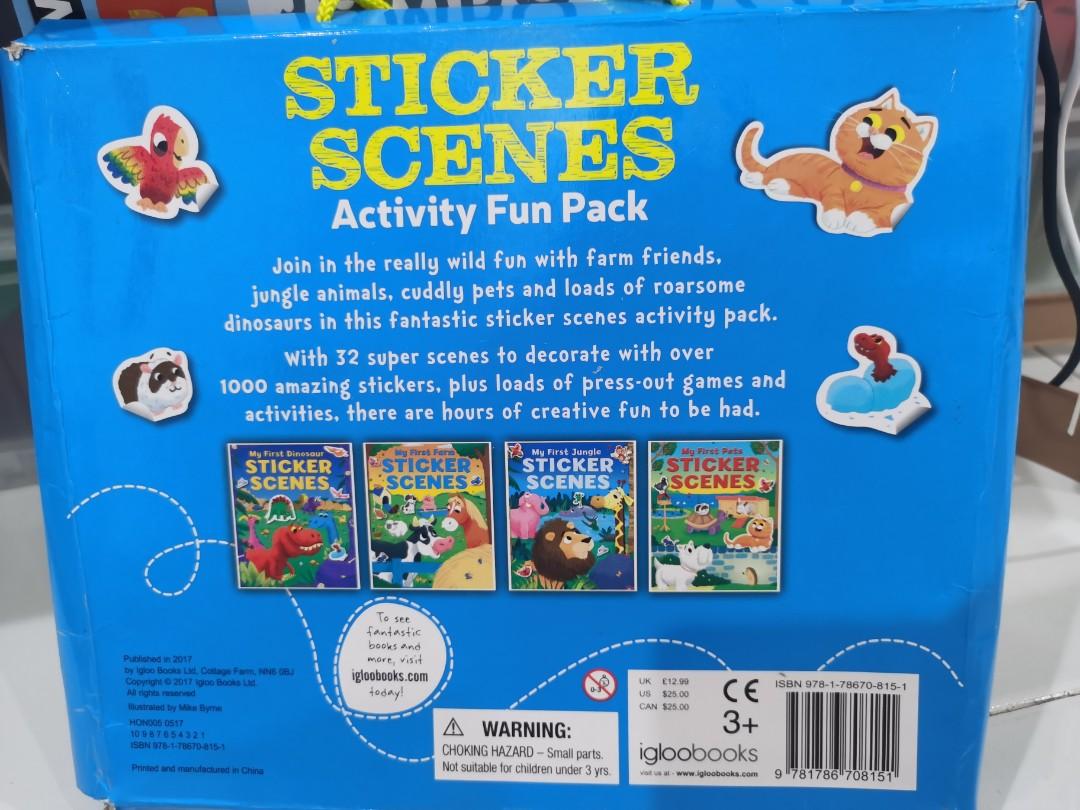 STICKER
SCENES
Activity Fun Pack
Join in the really wild fun with farm friends,
jungle animals, cuddly pets and loads of roarsome
dinosaurs in this fantastic sticker scenes activity pack.
With 32 super scenes to decorate with over
1000 amazing stickers, plus loads of press-out games and
activities, there are hours of creative fun to be had.
My First Dinosaur
STICKER
SCENES
My First Farm
STICKER
SCENES
My First Jungle
STICKER
SCENES
My First Pets
STICKER
SCENES
To see
fantastic
books and
more, visit
igloobooks.com
today!
Published in 2017
by Igloo Books Ltd, Cottage Farm, NN6 0BJ
Copyright © 2017 Igloo Books Ltd.
All rights reserved
Illustrated by Mike Byrne
HON005 0517
10 9 8 7 6 5 4 3 2 1
ISBN 978-1-78670-815-1
Printed and manufactured in China
0-3
WARNING:
CHOKING HAZARD – Small parts.
Not suitable for children under 3 yrs.
UK £12.99
US $25.00
CAN $25.00
CE
3+
igloobooks
visit us at - www.igloobooks.com
ISBN 978-1-78670-815-1
9 781786 708151